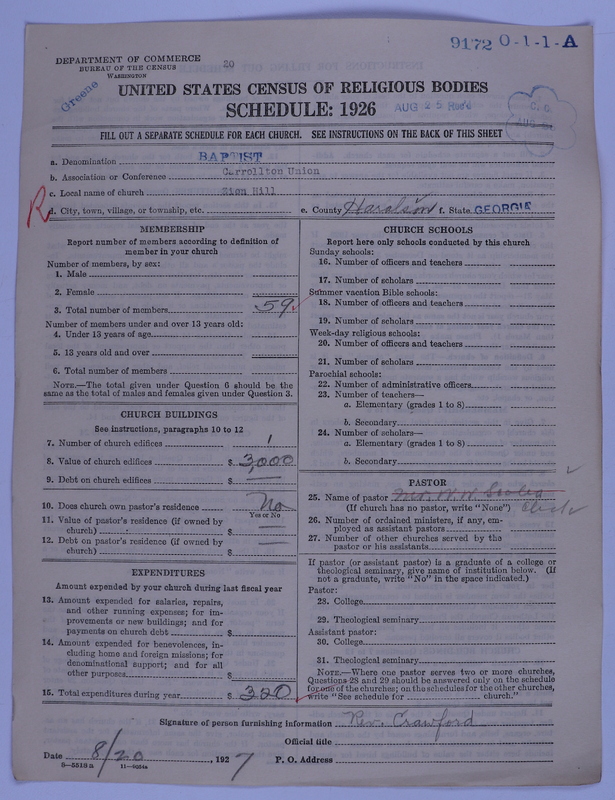 9172 0-1-1-A
DEPARTMENT OF COMMERCE
BUREAU OF THE CENSUS
WASHINGTON
20
Greene
UNITED STATES CENSUS OF RELIGIOUS BODIES
SCHEDULE: 1926
AUG 25 Rec'd
C. O.
AUG
FILL OUT A SEPARATE SCHEDULE FOR EACH CHURCH. SEE INSTRUCTIONS ON THE BACK OF THIS SHEET
a. Denomination BAPTIST
b. Association or Conference Carrollton Union
c. Local name of church Zion Hill
R
d. City, town, village, or township, etc. e. County Haralson f. State GEORGIA
MEMBERSHIP
Report number of members according to definition of
member in your church
Number of members, by sex:
1. Male
2. Female
3. Total number of members 59
Number of members under and over 13 years old:
4. Under 13 years of age
5. 13 years old and over
6. Total number of members
NOTE.—The total given under Question 6 should be the
same as the total of males and females given under Question 3.
CHURCH BUILDINGS
See instructions, paragraphs 10 to 12
7. Number of church edifices 1
8. Value of church edifices $ 3000
9. Debt on church edifices $ —
10. Does church own pastor's residence No
Yes or No
11. Value of pastor's residence (if owned by
church) $ —
12. Debt on pastor's residence (if owned by
church) $ —
EXPENDITURES
Amount expended by your church during last fiscal year
13. Amount expended for salaries, repairs,
and other running expenses; for im-
provements or new buildings; and for
payments on church debt $
14. Amount expended for benevolences, in-
cluding home and foreign missions; for
denominational support; and for all
other purposes $
15. Total expenditures during year $ 320
CHURCH SCHOOLS
Report here only schools conducted by this church
Sunday schools:
16. Number of officers and teachers
17. Number of scholars
Summer vacation Bible schools:
18. Number of officers and teachers
19. Number of scholars
Week-day religious schools:
20. Number of officers and teachers
21. Number of scholars
Parochial schools:
22. Number of administrative officers
23. Number of teachers—
a. Elementary (grades 1 to 8)
b. Secondary
24. Number of scholars—
a. Elementary (grades 1 to 8)
b. Secondary
PASTOR
25. Name of pastor W. W.
(If church has no pastor, write "None") Clerk
26. Number of ordained ministers, if any, em-
ployed as assistant pastors
27. Number of other churches served by the
pastor or his assistants
If pastor (or assistant pastor) is a graduate of a college or
theological seminary, give name of institution below. (If
not a graduate, write "No" in the space indicated.)
Pastor:
28. College
29. Theological seminary
Assistant pastor:
30. College
31. Theological seminary
NOTE.—Where one pastor serves two or more churches,
Questions 28 and 29 should be answered only on the schedule
for one of the churches; on the schedules for the other churches,
write "See schedule for church."
Signature of person furnishing information Rev. Crawford
Official title
Date 8/20, 1927 P. O. Address
8—5313a 11—9054a